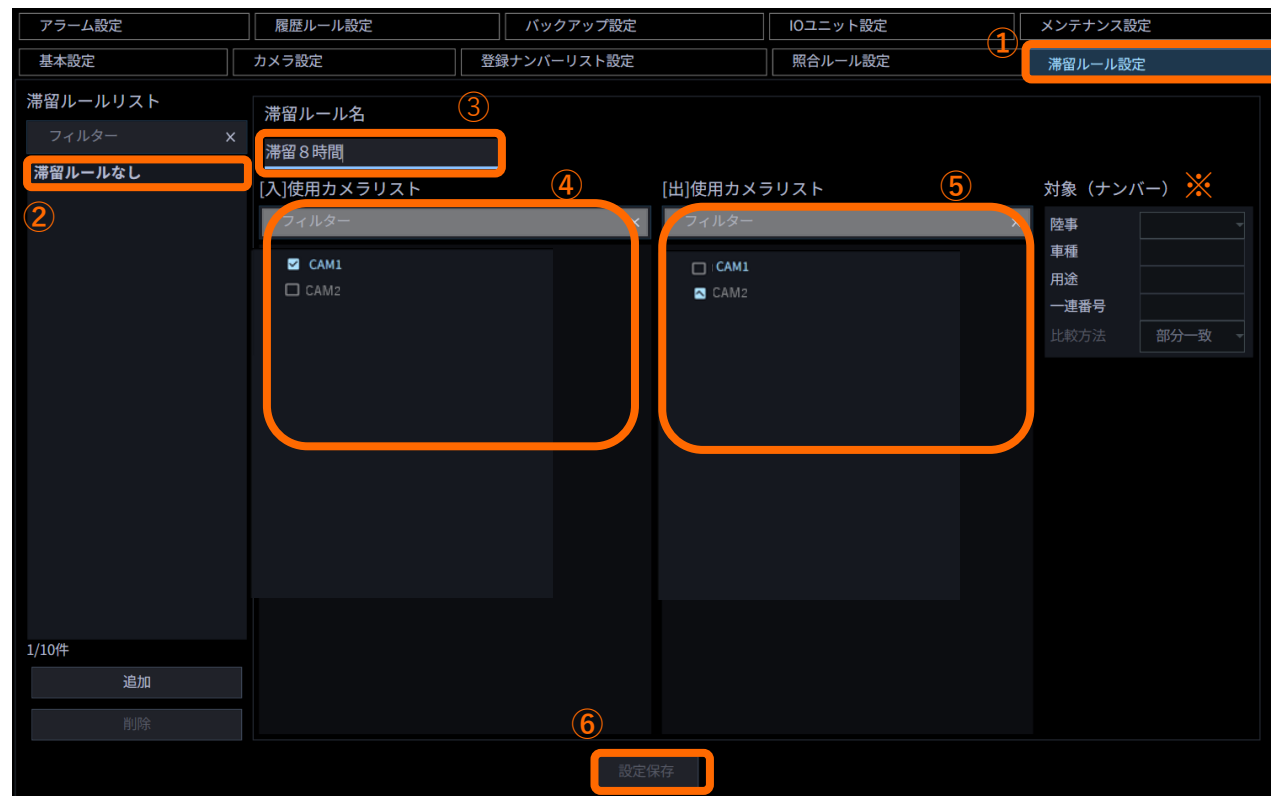 アラーム設定
履歴ルール設定
バックアップ設定
IOユニット設定
メンテナンス設定
①
基本設定
カメラ設定
登録ナンバーリスト設定
照合ルール設定
滞留ルール設定
滞留ルールリスト
フィルター ×
滞留ルールなし
②
滞留ルール名
③
滞留８時間
[入]使用カメラリスト
④
フィルター ×
CAM1
CAM2
[出]使用カメラリスト
⑤
フィルター ×
CAM1
CAM2
対象（ナンバー）※
陸事
車種
用途
一連番号
比較方法 部分一致
1/10件
追加
削除
⑥
設定保存